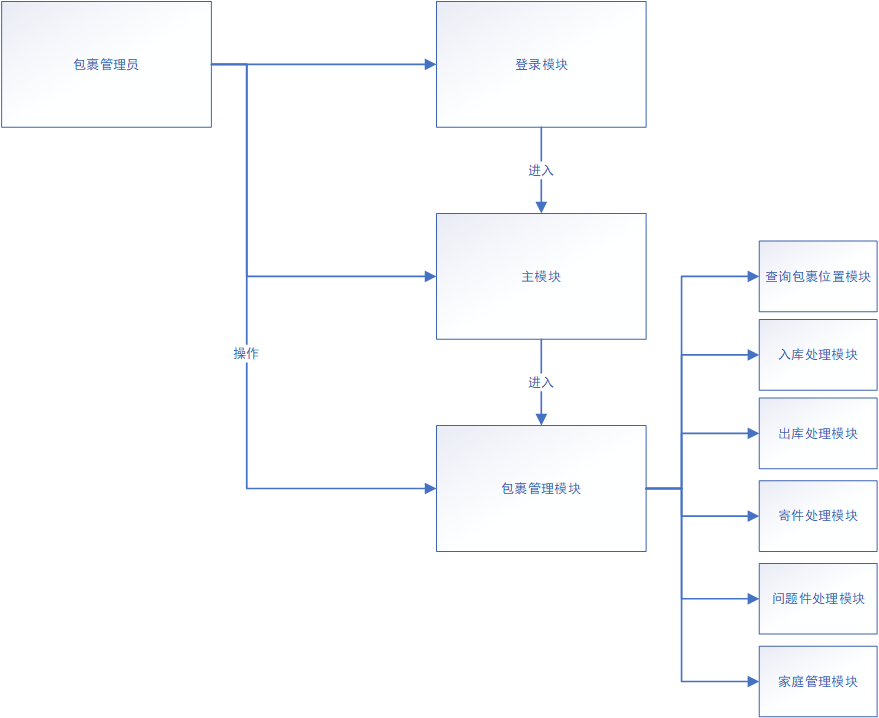 包裹管理员
登录模块
进入
主模块
查询包裹位置模块
入库处理模块
操作
进入
出库处理模块
包裹管理模块
寄件处理模块
问题件处理模块
家庭管理模块